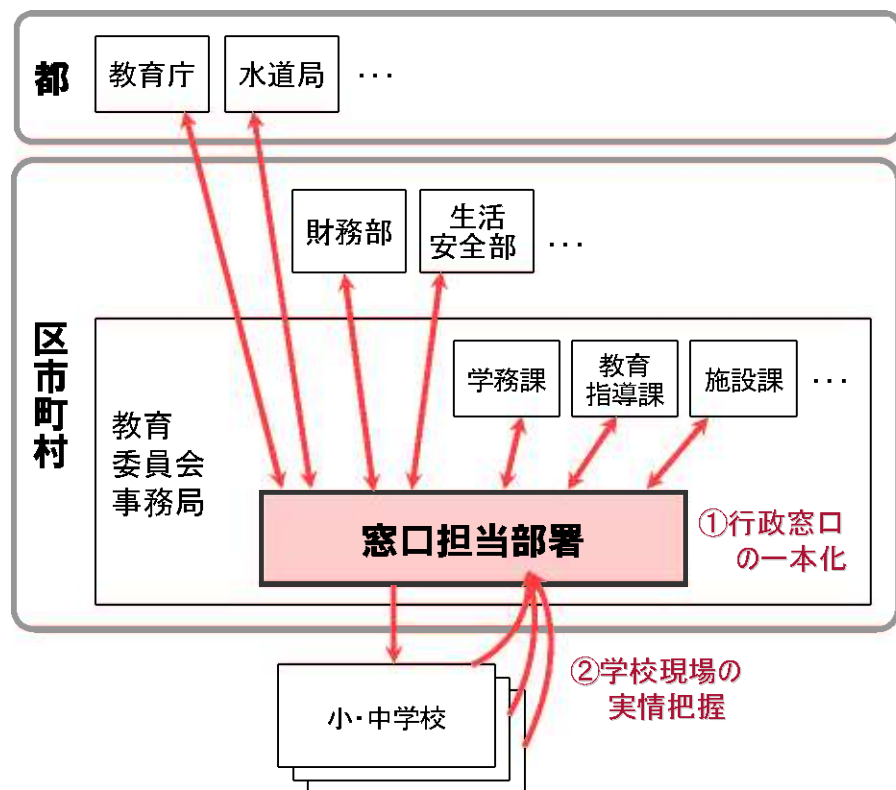 都
教育庁
水道局
・・・
財務部
生活
安全部
・・・
区市町村
学務課
教育
指導課
施設課
・・・
教育
委員会
事務局
窓口担当部署
①行政窓口
の一本化
②学校現場の
実情把握
小・中学校